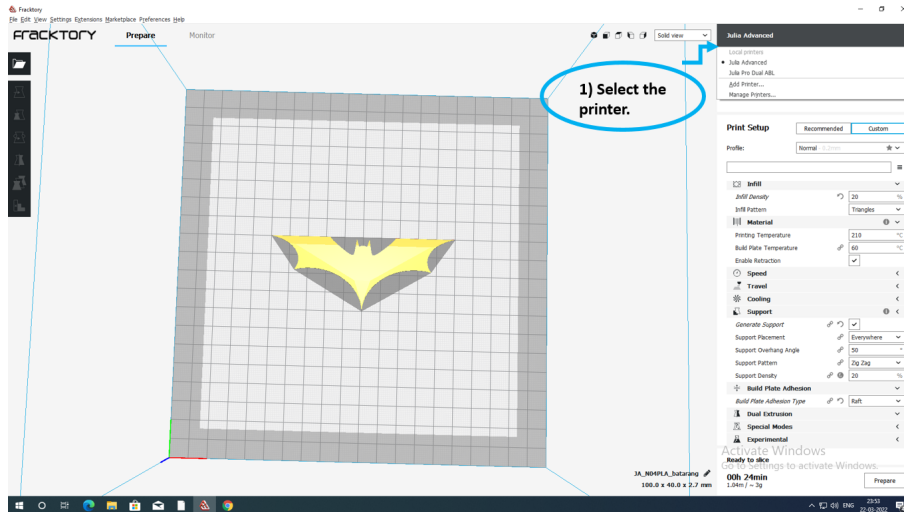 Fracktory
File Edit View Settings Extensions Marketplace Preferences Help
FracKTOrY
Prepare
Monitor
Solid view
Julia Advanced
Local printers
Julia Advanced
Julia Pro Dual ABL
Add Printer...
Manage Printers...
1) Select the
printer.
Print Setup
Recommended
Custom
Profile:
Normal - 0.2mm
Infill
Infill Density
20
%
Infill Pattern
Triangles
Material
Printing Temperature
210
°C
Build Plate Temperature
60
°C
Enable Retraction
Speed
Travel
Cooling
Support
Generate Support
Support Placement
Everywhere
Support Overhang Angle
50
°
Support Pattern
Zig Zag
Support Density
20
%
Build Plate Adhesion
Build Plate Adhesion Type
Raft
Dual Extrusion
Special Modes
Experimental
Activate Windows
Go to Settings to activate Windows.
Ready to slice
JA_N04PLA_batarang
100.0 x 40.0 x 2.7 mm
00h 24min
1.04m / ~ 3g
Prepare
ENG
23:53
22-03-2022